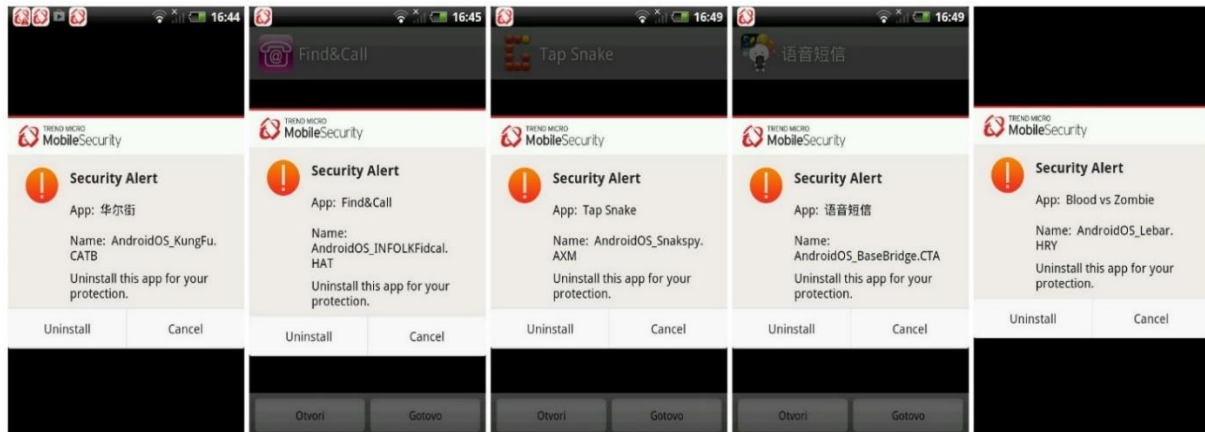 16:44
TREND MICRO
MobileSecurity
Security Alert
App: 华尔街
Name: AndroidOS_KungFu.
CATB
Uninstall this app for your
protection.
Uninstall
Cancel
16:45
Find&Call
TREND MICRO
MobileSecurity
Security Alert
App: Find&Call
Name:
AndroidOS_INFOLKFidcal.
HAT
Uninstall this app for your
protection.
Uninstall
Cancel
Otvori
Gotovo
16:49
Tap Snake
TREND MICRO
MobileSecurity
Security Alert
App: Tap Snake
Name: AndroidOS_Snakspy.
AXM
Uninstall this app for your
protection.
Uninstall
Cancel
Otvori
Gotovo
16:49
语音短信
TREND MICRO
MobileSecurity
Security Alert
App: 语音短信
Name:
AndroidOS_BaseBridge.CTA
Uninstall this app for your
protection.
Uninstall
Cancel
Otvori
Gotovo
TREND MICRO
MobileSecurity
Security Alert
App: Blood vs Zombie
Name: AndroidOS_Lebar.
HRY
Uninstall this app for your
protection.
Uninstall
Cancel